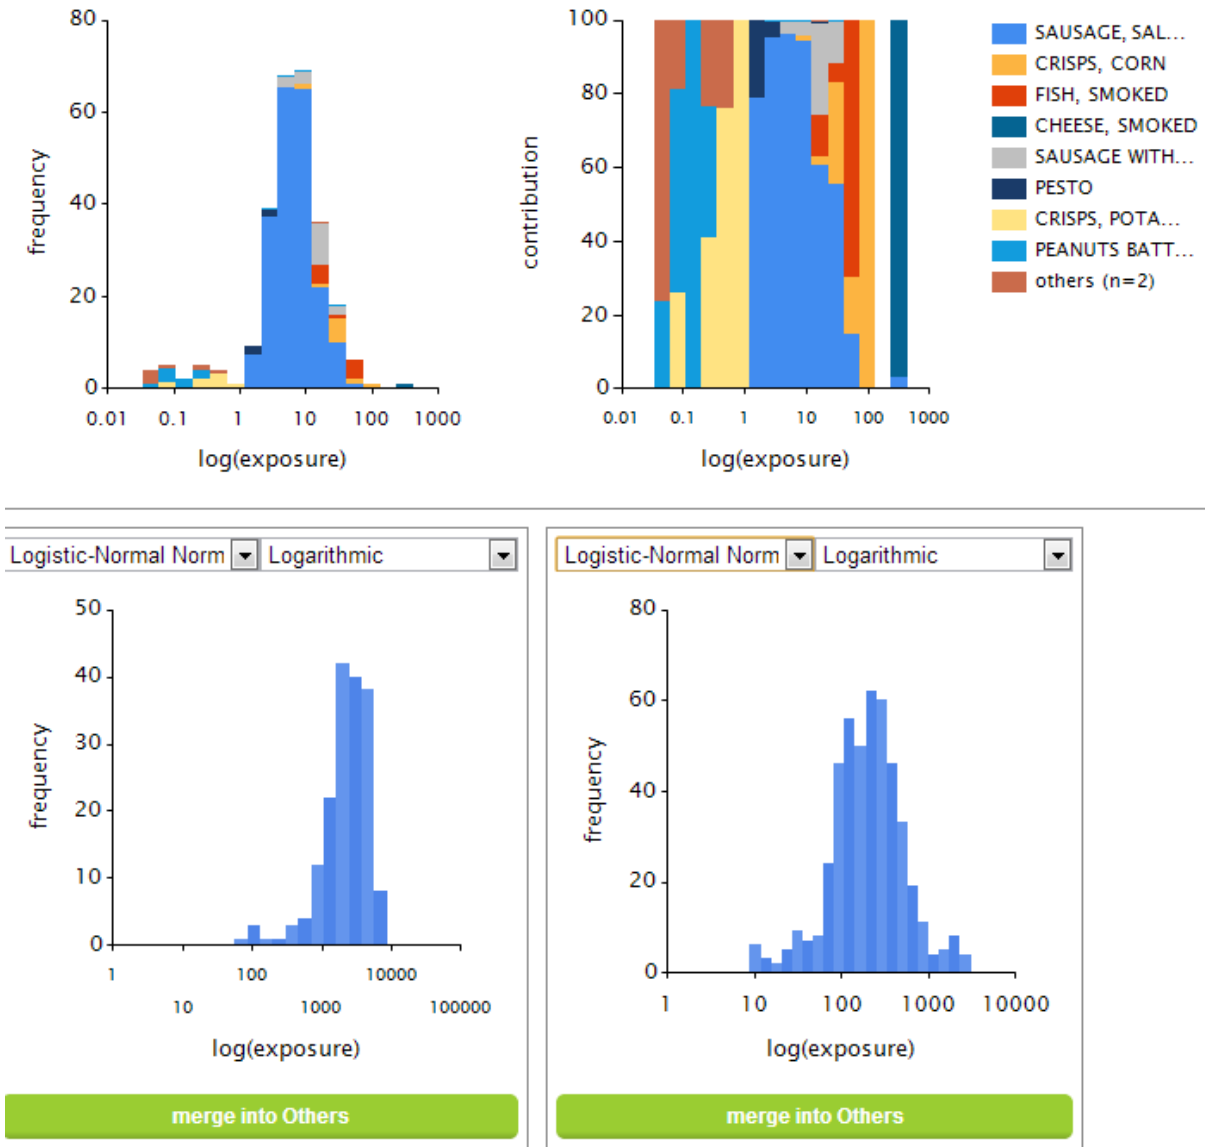 80
60
40
20
0
frequency
0.01 0.1 1 10 100 1000
log(exposure)
100
80
60
40
20
0
contribution
0.01 0.1 1 10 100 1000
log(exposure)
SAUSAGE, SAL...
CRISPS, CORN
FISH, SMOKED
CHEESE, SMOKED
SAUSAGE WITH...
PESTO
CRISPS, POTA...
PEANUTS BATT...
others (n=2)
Logistic-Normal Norm Logarithmic
50
40
30
20
10
0
frequency
1 100 10000
10 1000 100000
log(exposure)
merge into Others
Logistic-Normal Norm Logarithmic
80
60
40
20
0
frequency
1 10 100 1000 10000
log(exposure)
merge into Others